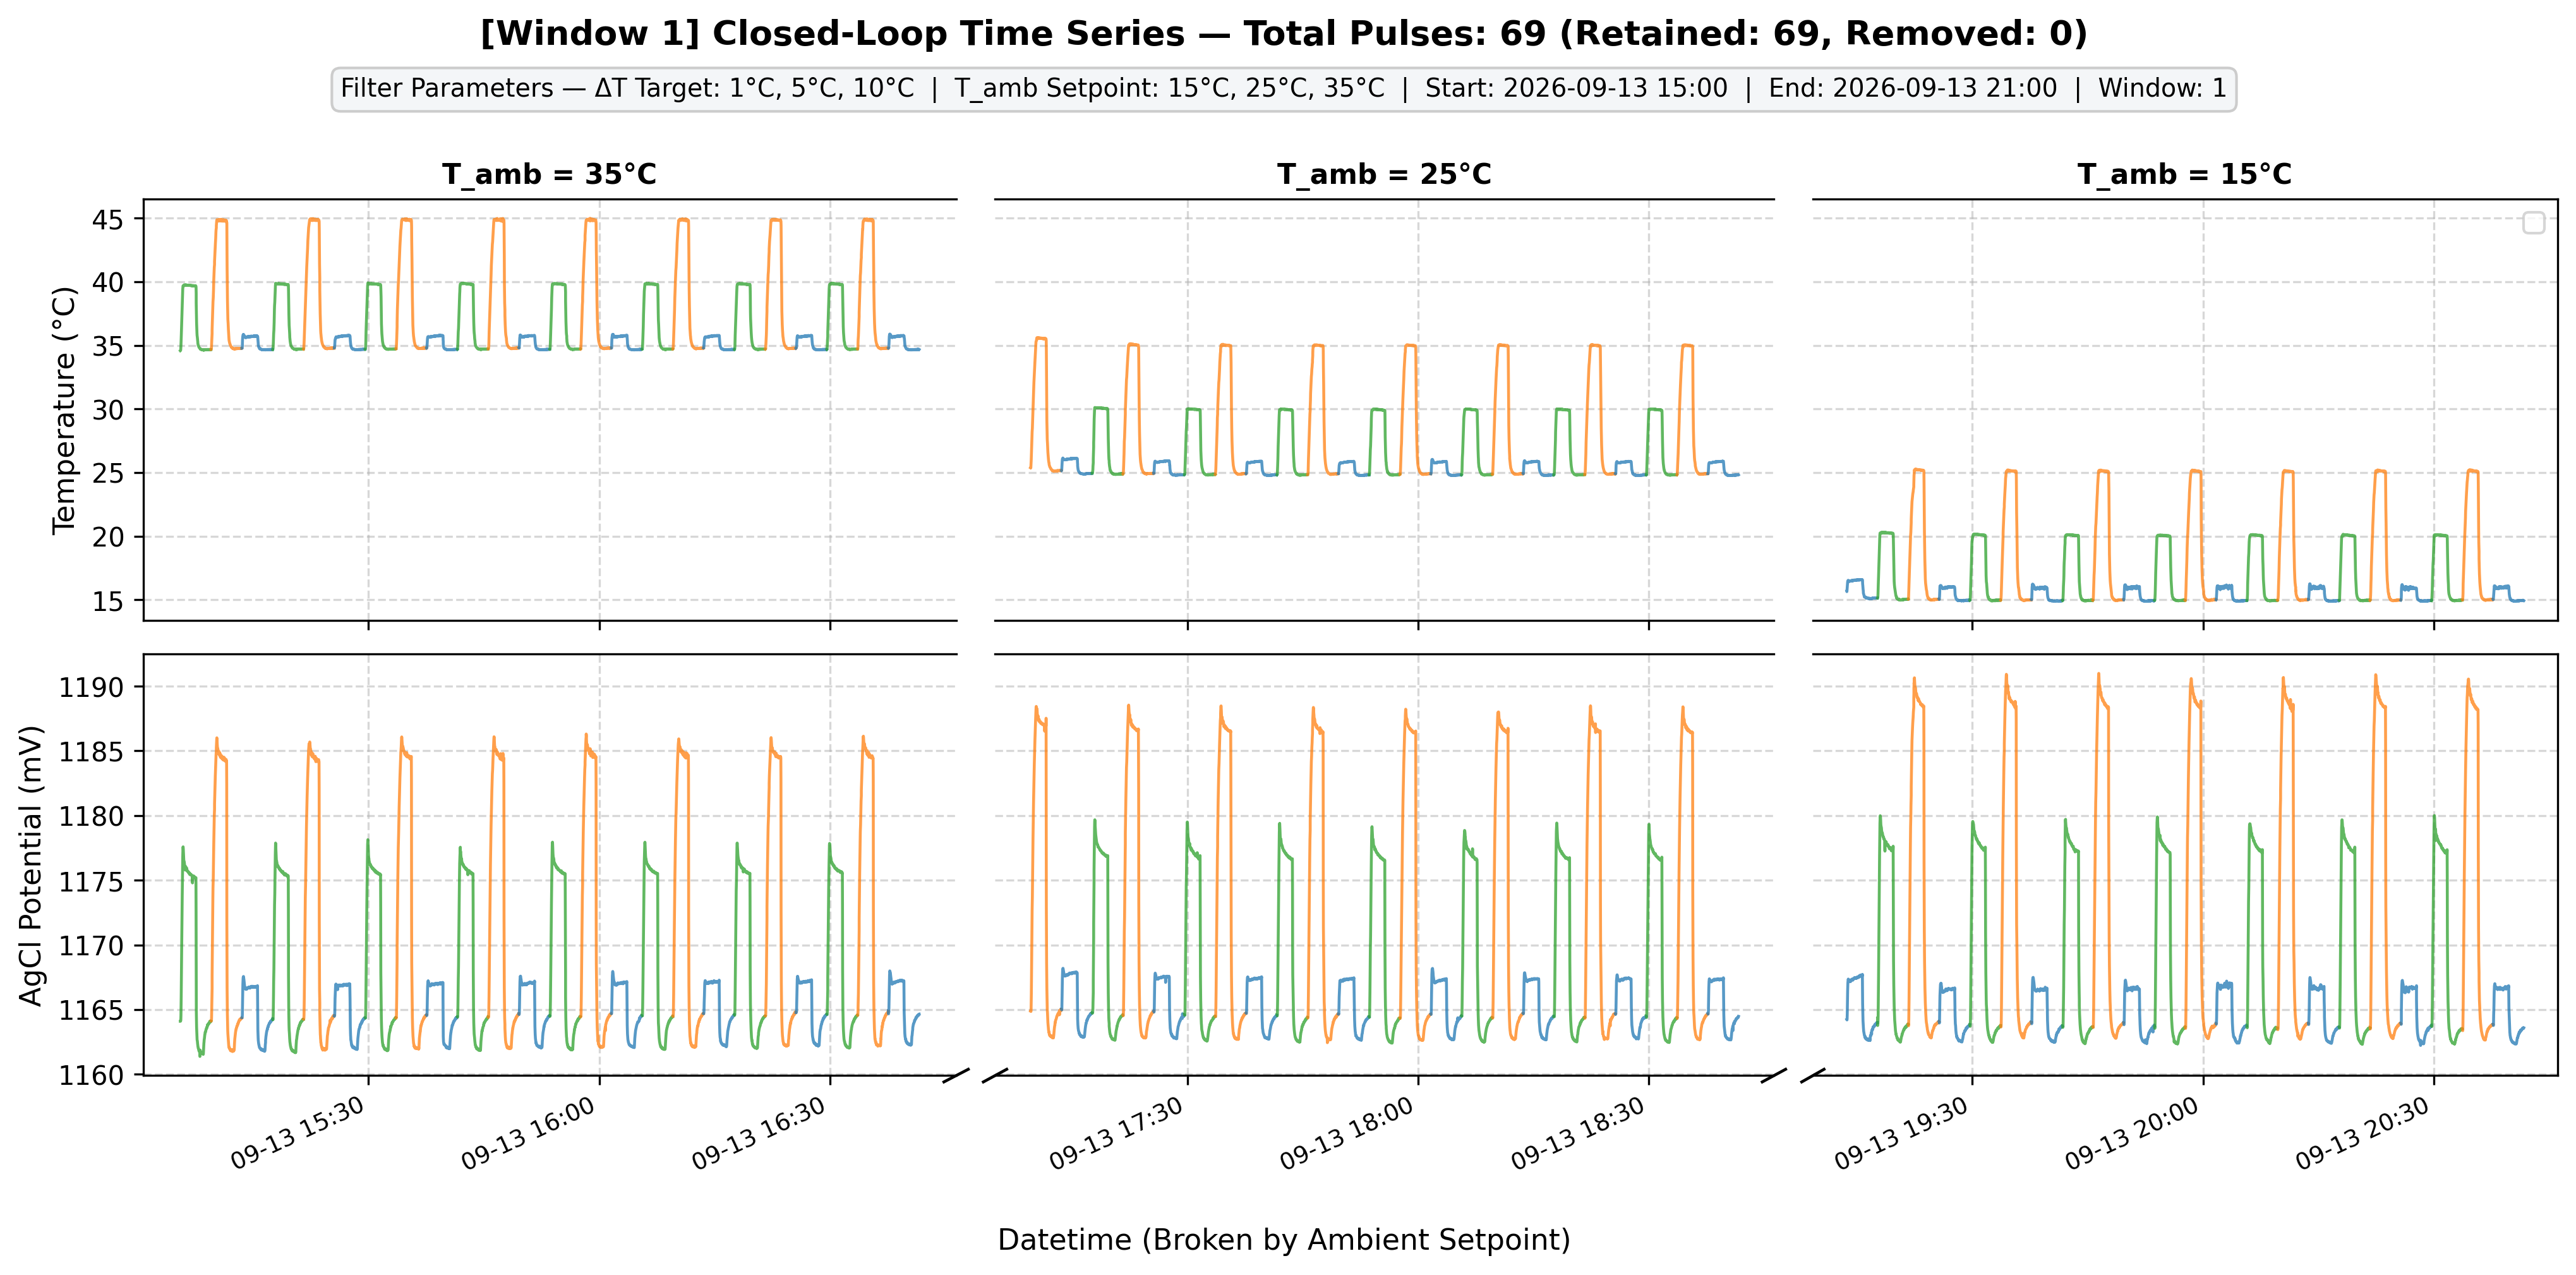 [Window 1] Closed-Loop Time Series — Total Pulses: 69 (Retained: 69, Removed: 0)
Filter Parameters — ΔT Target: 1°C, 5°C, 10°C | T_amb Setpoint: 15°C, 25°C, 35°C | Start: 2026-09-13 15:00 | End: 2026-09-13 21:00 | Window: 1
T_amb = 35°C
T_amb = 25°C
T_amb = 15°C
Temperature (°C)
45
40
35
30
25
20
15
AgCl Potential (mV)
1190
1185
1180
1175
1170
1165
1160
09-13 15:30
09-13 16:00
09-13 16:30
09-13 17:30
09-13 18:00
09-13 18:30
09-13 19:30
09-13 20:00
09-13 20:30
Datetime (Broken by Ambient Setpoint)